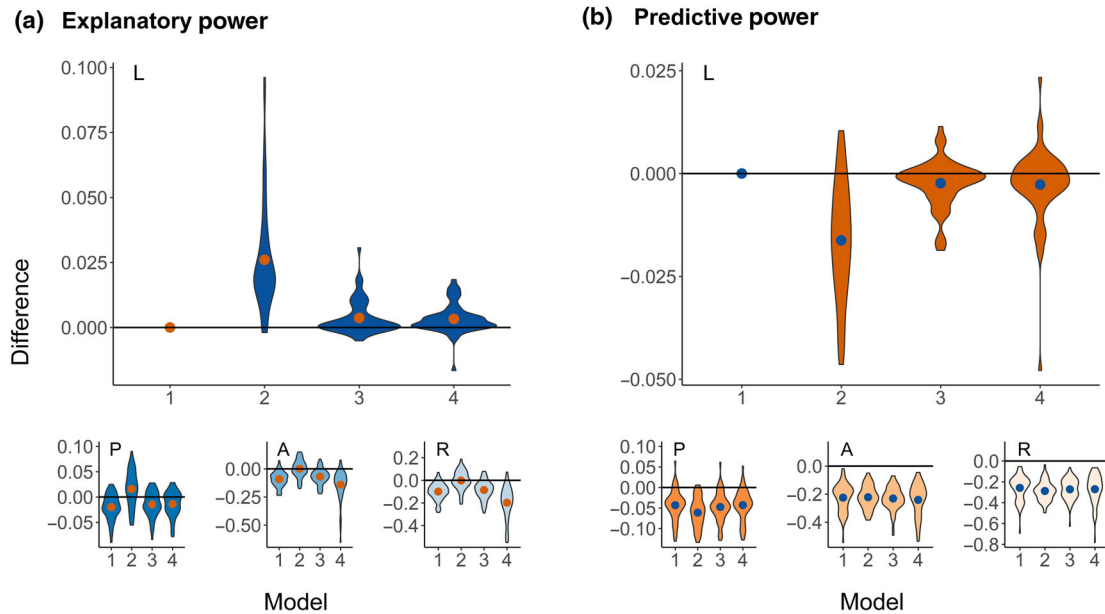 (a) Explanatory power
L
0.100
0.075
0.050
0.025
0.000
Difference
1 2 3 4
P
0.10
0.05
0.00
−0.05
1 2 3 4
A
0.00
−0.25
−0.50
1 2 3 4
R
0.2
0.0
−0.2
−0.4
1 2 3 4
Model
(b) Predictive power
L
0.025
0.000
−0.025
−0.050
1 2 3 4
P
0.10
0.05
0.00
−0.05
−0.10
1 2 3 4
A
0.0
−0.2
−0.4
1 2 3 4
R
0.0
−0.2
−0.4
−0.6
−0.8
1 2 3 4
Model